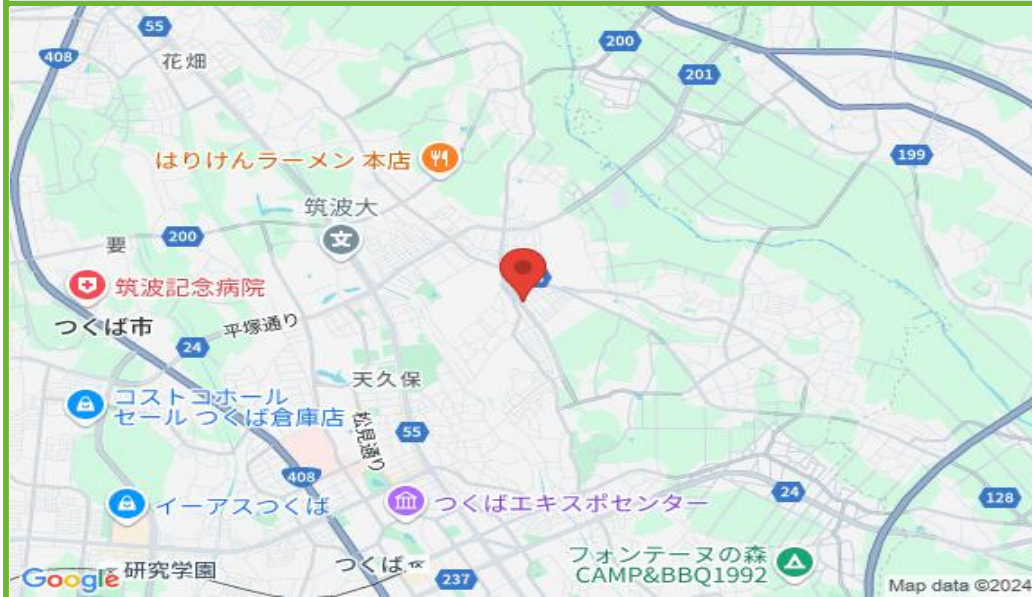 55
408
花畑
200
201
はりけんラーメン 本店
199
筑波大
要
200
筑波記念病院
つくば市
平塚通り
24
天久保
コストコホール
セール つくば倉庫店
松見通り
55
408
イーアスつくば
つくばエキスポセンター
24
128
つくば
フォンテーヌの森
CAMP&BBQ1992
Google
研究学園
237
Map data ©2024